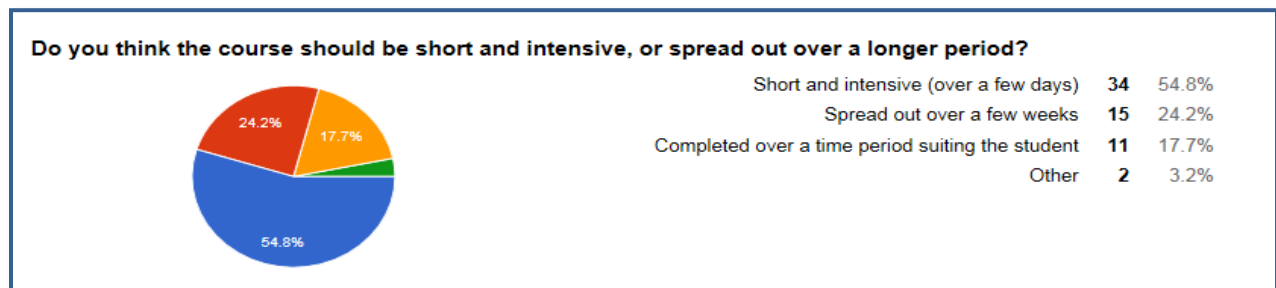 Do you think the course should be short and intensive, or spread out over a longer period?
Short and intensive (over a few days) 34 54.8%
Spread out over a few weeks 15 24.2%
Completed over a time period suiting the student 11 17.7%
Other 2 3.2%
24.2%
17.7%
54.8%